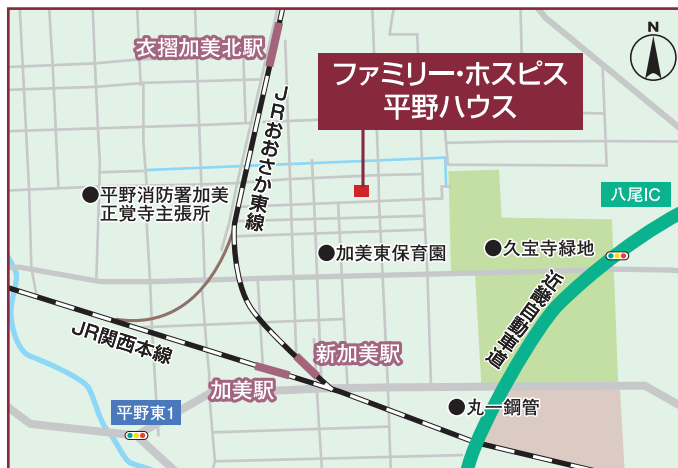 衣摺加美北駅
N
ファミリー・ホスピス
平野ハウス
JRおおさか東線
平野消防署加美
正覚寺主張所
八尾IC
加美東保育園
久宝寺緑地
近畿自動車道
JR関西本線
新加美駅
加美駅
平野東1
丸一鋼管